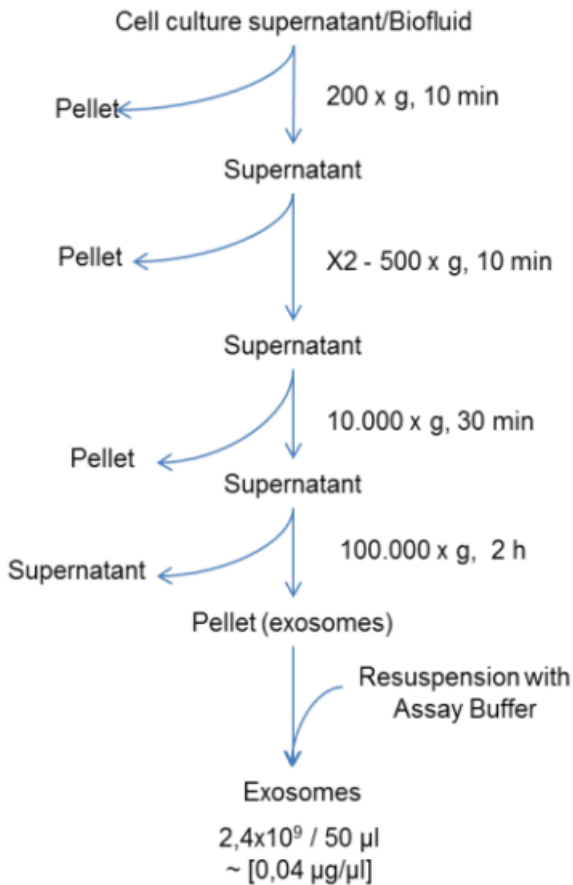 Cell culture supernatant/Biofluid
200 x g, 10 min
Pellet
Supernatant
Pellet
X2 - 500 x g, 10 min
Supernatant
10.000 x g, 30 min
Pellet
Supernatant
100.000 x g, 2 h
Supernatant
Pellet (exosomes)
Resuspension with
Assay Buffer
Exosomes
2,4x10⁹ / 50 µl
~ [0,04 µg/µl]